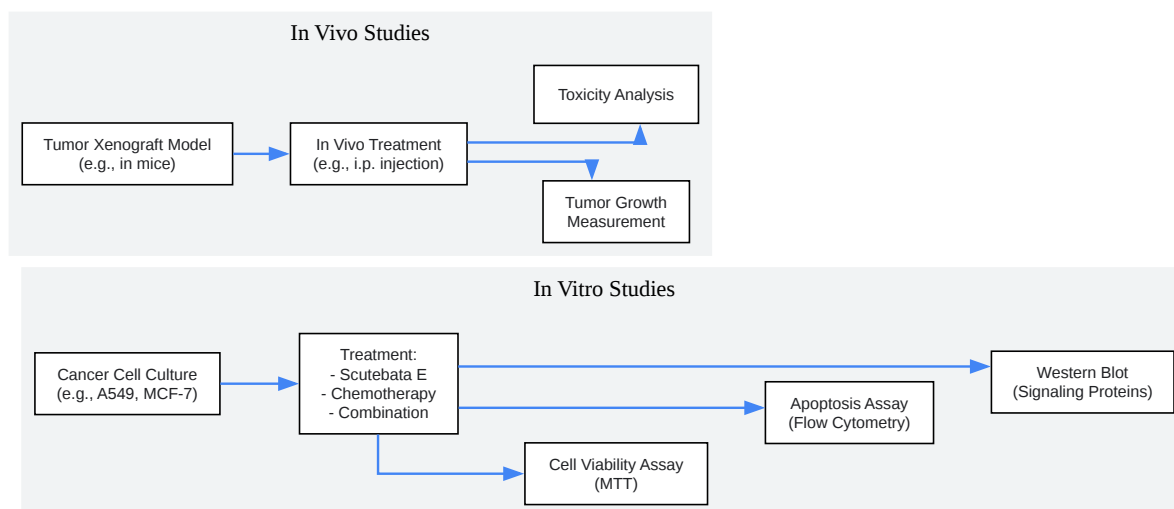 In Vivo Studies
Toxicity Analysis
Tumor Xenograft Model
(e.g., in mice)
In Vivo Treatment
(e.g., i.p. injection)
Tumor Growth
Measurement
In Vitro Studies
Cancer Cell Culture
(e.g., A549, MCF-7)
Treatment:
- Scutebata E
- Chemotherapy
- Combination
Western Blot
(Signaling Proteins)
Apoptosis Assay
(Flow Cytometry)
Cell Viability Assay
(MTT)